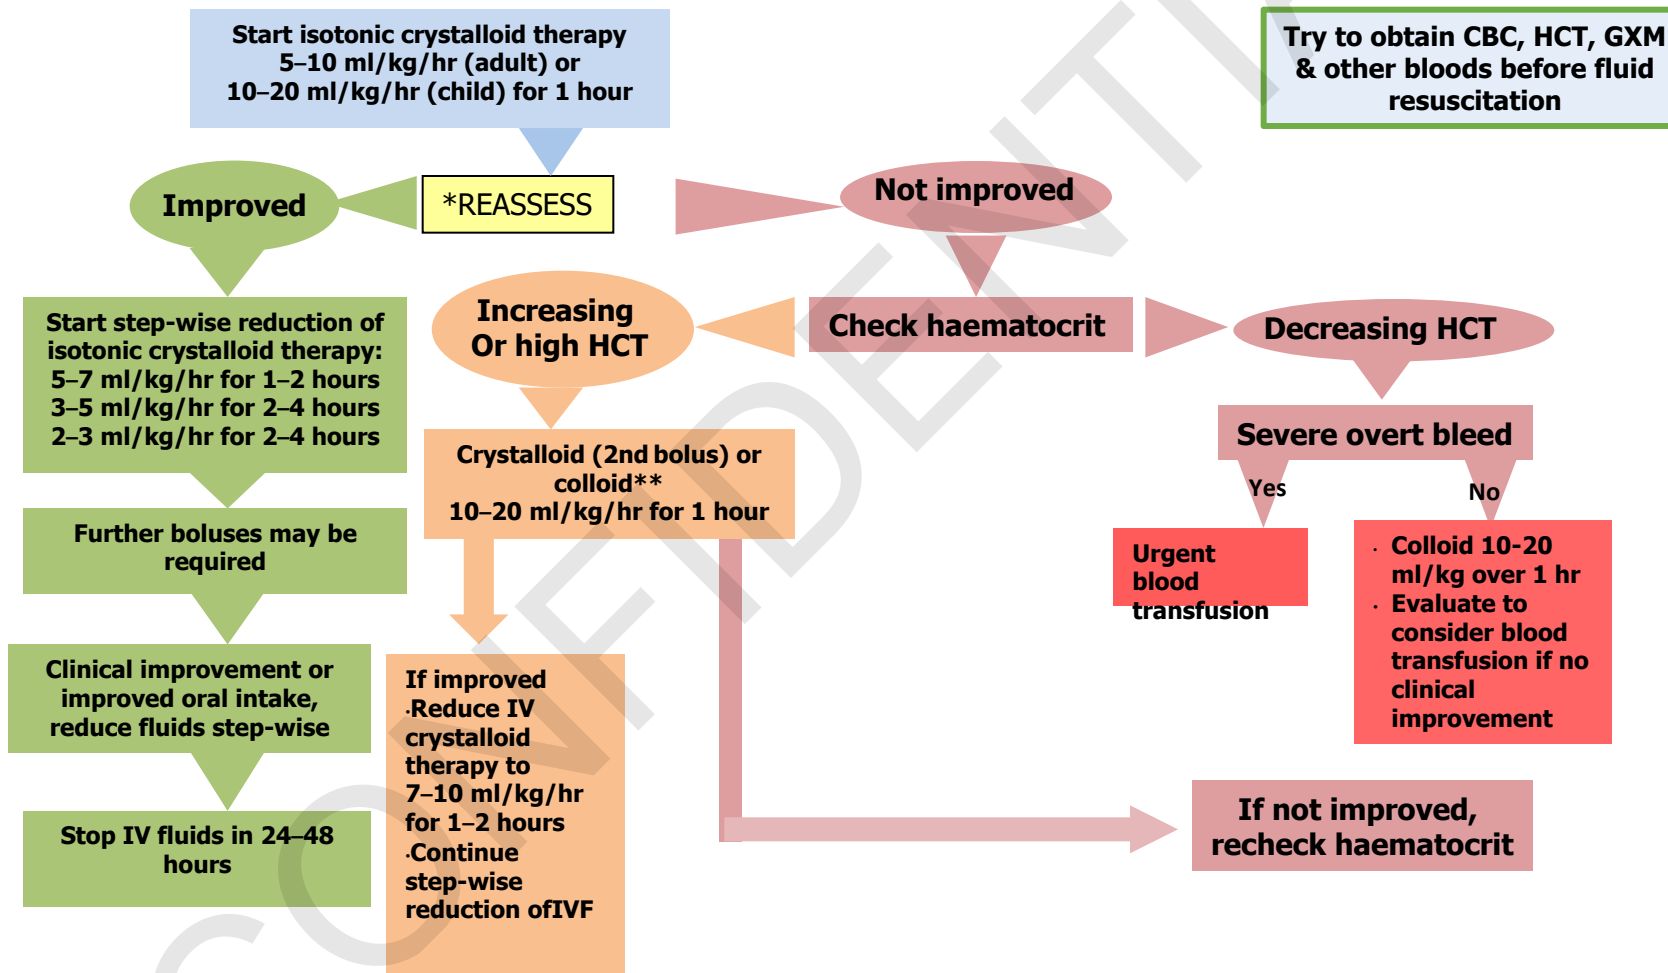 Start isotonic crystalloid therapy
5–10 ml/kg/hr (adult) or
10–20 ml/kg/hr (child) for 1 hour
Try to obtain CBC, HCT, GXM
& other bloods before fluid
resuscitation
Improved
*REASSESS
Not improved
Start step-wise reduction of
isotonic crystalloid therapy:
5–7 ml/kg/hr for 1–2 hours
3–5 ml/kg/hr for 2–4 hours
2–3 ml/kg/hr for 2–4 hours
Increasing
Or high HCT
Check haematocrit
Decreasing HCT
Crystalloid (2nd bolus) or
colloid**
10–20 ml/kg/hr for 1 hour
Severe overt bleed
Yes
No
Further boluses may be
required
Urgent
blood
transfusion
· Colloid 10-20
ml/kg over 1 hr
· Evaluate to
consider blood
transfusion if no
clinical
improvement
Clinical improvement or
improved oral intake,
reduce fluids step-wise
If improved
·Reduce IV
crystalloid
therapy to
7–10 ml/kg/hr
for 1–2 hours
·Continue
step-wise
reduction ofIVF
Stop IV fluids in 24–48
hours
If not improved,
recheck haematocrit
CONFIDENTI